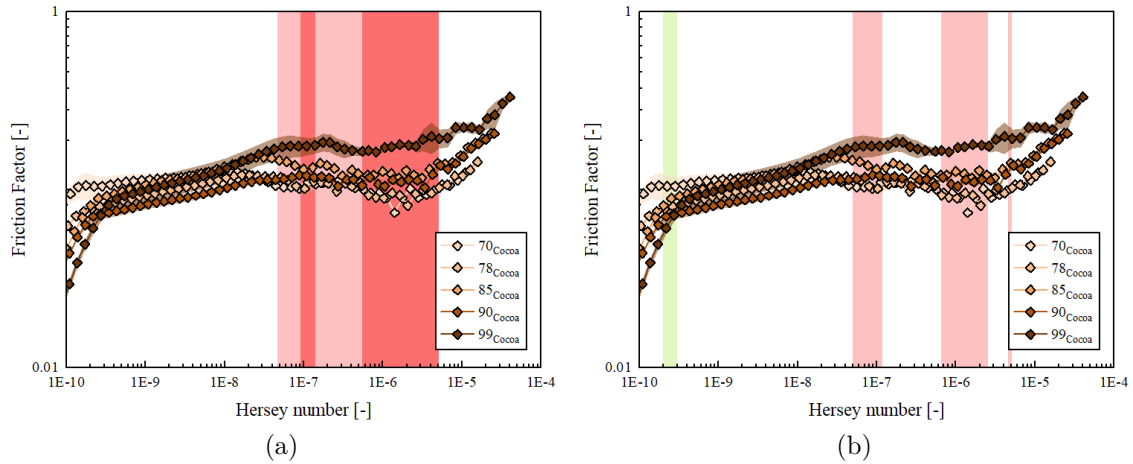 1
0.01
Friction Factor [-]
70Cocoa
78Cocoa
85Cocoa
90Cocoa
99Cocoa
1E-10 1E-9 1E-8 1E-7 1E-6 1E-5 1E-4
Hersey number [-]
(a)
1
0.01
Friction Factor [-]
70Cocoa
78Cocoa
85Cocoa
90Cocoa
99Cocoa
1E-10 1E-9 1E-8 1E-7 1E-6 1E-5 1E-4
Hersey number [-]
(b)